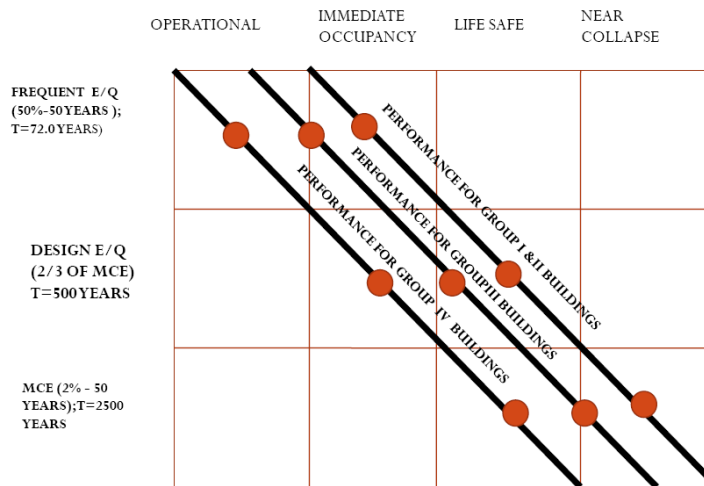 OPERATIONAL
IMMEDIATE
OCCUPANCY
LIFE SAFE
NEAR
COLLAPSE
FREQUENT E/Q
(50%-50YEARS );
T=72.0YEARS)
DESIGN E/Q
(2/3 OF MCE)
T=500YEARS
MCE (2% - 50
YEARS);T=2500
YEARS
PERFORMANCE FOR GROUP IV BUILDINGS
PERFORMANCE FOR GROUPIII BUILDINGS
PERFORMANCE FOR GROUP I &II BUILDINGS